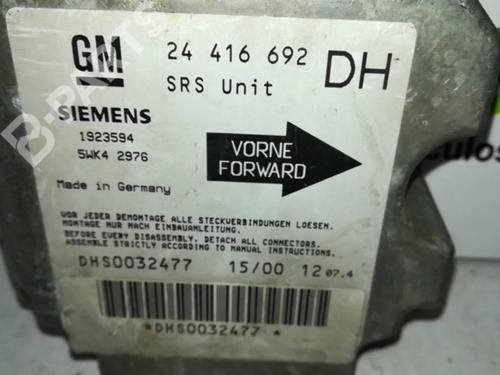 GM
24 416 692
DH
SRS Unit
SIEMENS
1923594
5WK4 2976
VORNE
FORWARD
Made in Germany
VOR JEDER DEMONTAGE ALLE STECKVERBINDUNGEN LOESEN.
MONTAGE NUR NACH EINBAUANLEITUNG.
BEFORE EVERY DISASSEMBLY, DETACH ALL CONNECTORS.
ASSEMBLE STRICTLY ACCORDING TO MANUAL INSTRUCTIONS.
DHS0032477 15/00 12 07.4
*DHS0032477 *
B-PARTS